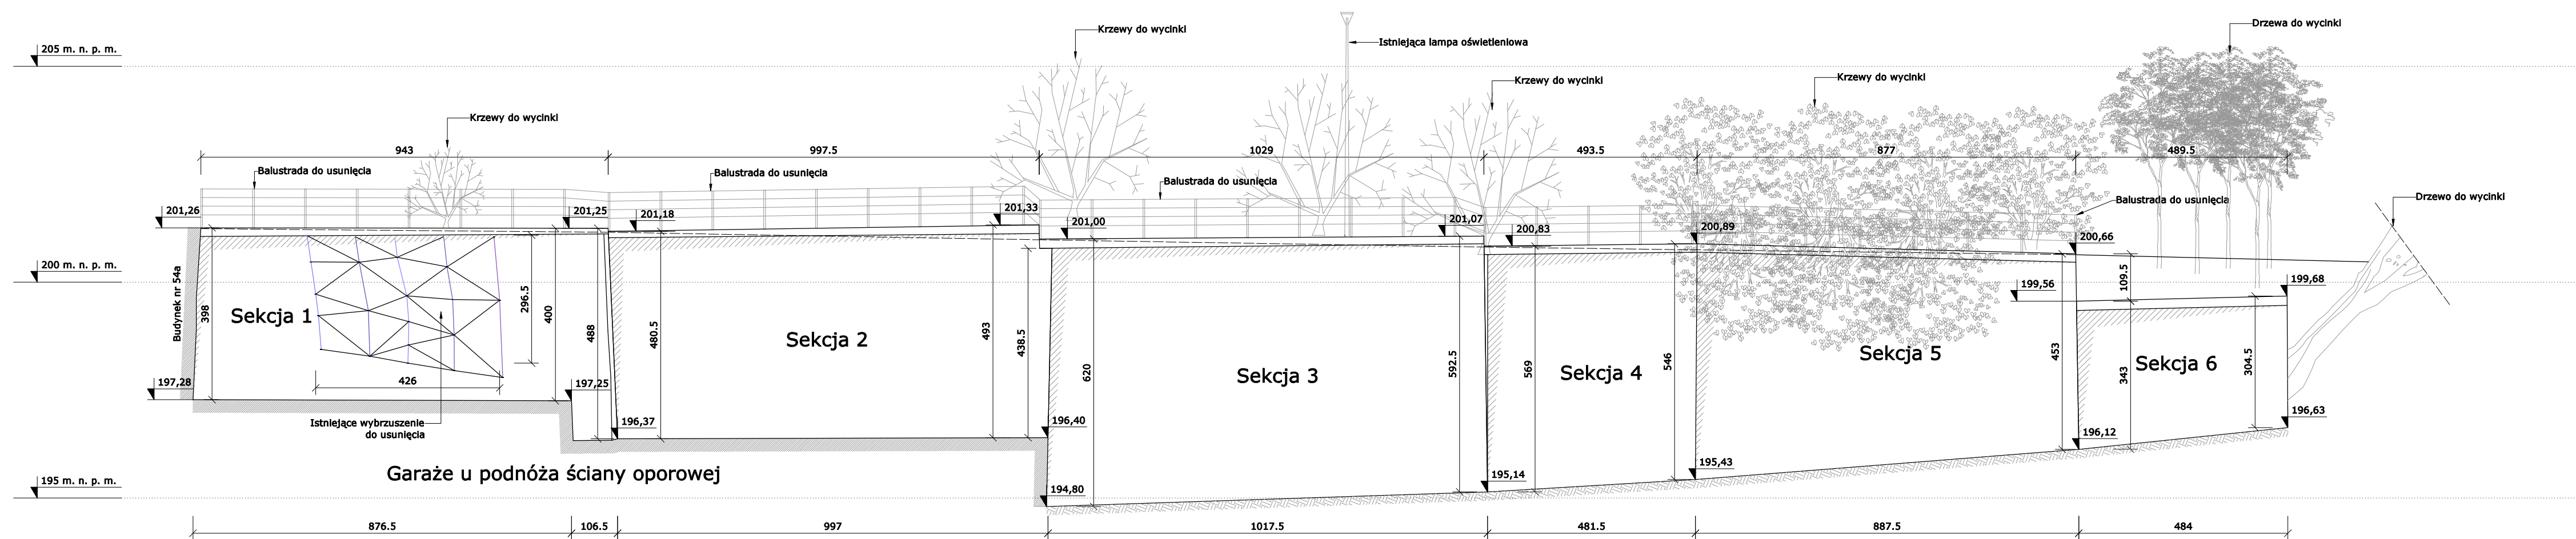 Drzewa do wycinki
Krzewy do wycinki
Istniejąca lampa oświetleniowa
205 m. n. p. m.
Krzewy do wycinki
Krzewy do wycinki
Krzewy do wycinki
943
997.5
1029
493.5
877
489.5
Balustrada do usunięcia
Balustrada do usunięcia
Balustrada do usunięcia
Balustrada do usunięcia
Drzewo do wycinki
201,26
201,25
201,18
201,33
201,00
201,07
200,83
200,89
200,66
200 m. n. p. m.
199,56
199,68
109.5
Budynek nr 54a
398
Sekcja 1
296.5
400
488
480.5
Sekcja 2
493
438.5
620
Sekcja 3
592.5
569
Sekcja 4
546
Sekcja 5
453
343
Sekcja 6
304.5
197,28
426
197,25
Istniejące wybrzuszenie
do usunięcia
196,37
196,40
196,12
196,63
Garaże u podnóża ściany oporowej
195 m. n. p. m.
194,80
195,14
195,43
876.5
106.5
997
1017.5
481.5
887.5
484